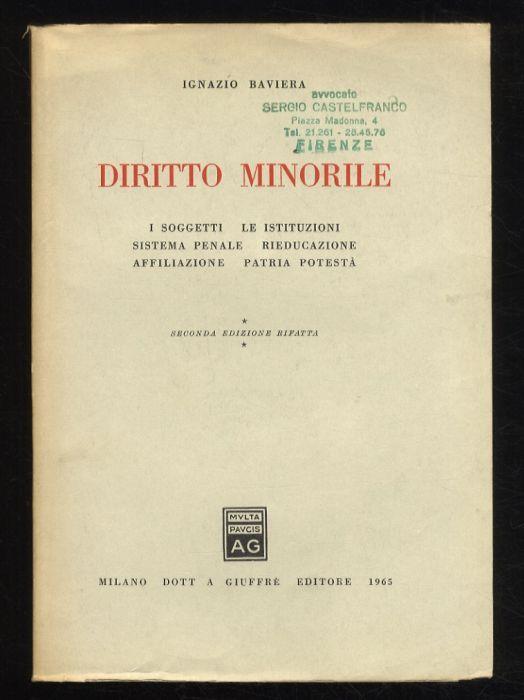 IGNAZIO BAVIERA
avvocato
SERGIO CASTELFRANCO
Piazza Madonna, 4
Tel. 21.261 - 28.45.76
FIRENZE
DIRITTO MINORILE
I SOGGETTI LE ISTITUZIONI
SISTEMA PENALE RIEDUCAZIONE
AFFILIAZIONE PATRIA POTESTÀ
*
SECONDA EDIZIONE RIFATTA
*
MVLTA
PAVCIS
AG
MILANO DOTT A GIUFFRÈ EDITORE 1965